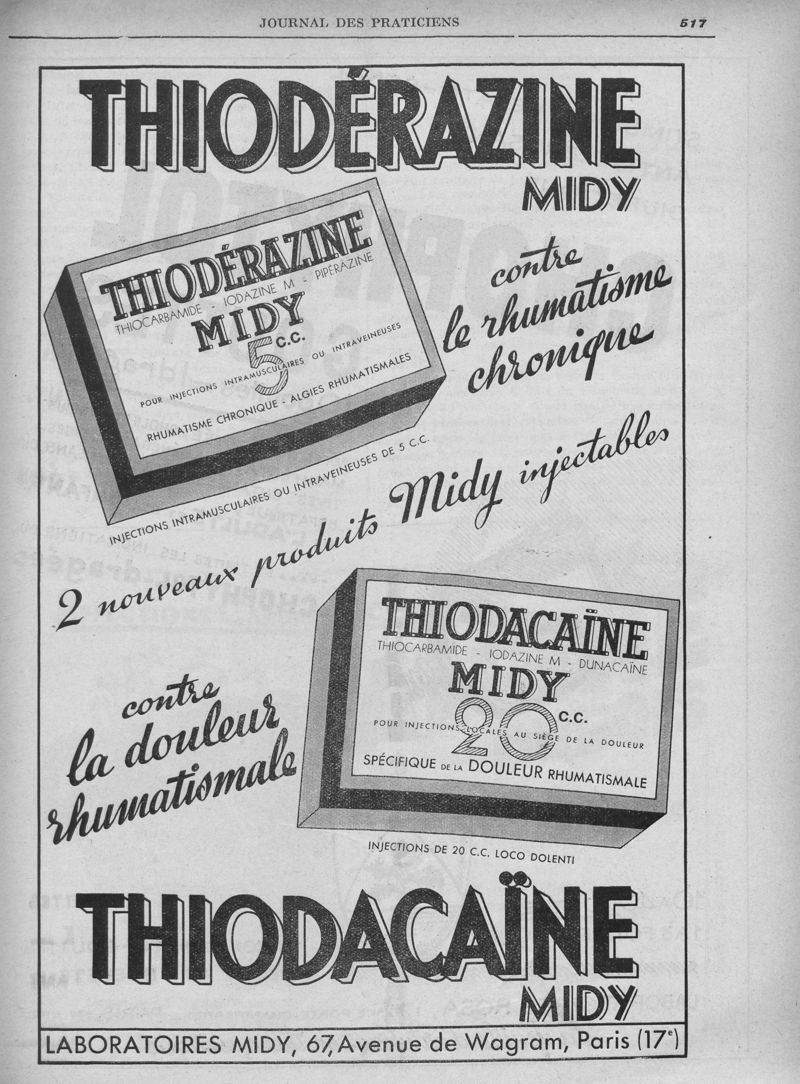 JOURNAL DES PRATICIENS
517
THIODÉRAZINE
MIDY
THIODÉRAZINE
THIOCARBAMIDE - IODAZINE M - PIPÉRAZINE
MIDY
5 C.C.
POUR INJECTIONS INTRAMUSCULAIRES OU INTRAVEINEUSES
RHUMATISME CHRONIQUE - ALGIES RHUMATISMALES
INJECTIONS INTRAMUSCULAIRES OU INTRAVEINEUSES DE 5 C.C.
contre
le rhumatisme
chronique
2 nouveaux produits Midy injectables
THIODACAÏNE
THIOCARBAMIDE - IODAZINE M - DUNACAÏNE
MIDY
20 C.C.
POUR INJECTIONS LOCALES AU SIÈGE DE LA DOULEUR
SPÉCIFIQUE DE LA DOULEUR RHUMATISMALE
INJECTIONS DE 20 C.C. LOCO DOLENTI
contre
la douleur
rhumatismale
THIODACAÏNE
MIDY
LABORATOIRES MIDY, 67, Avenue de Wagram, Paris (17e)